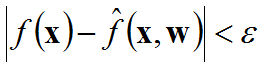 |f(x) − f̂(x, w)| < ε